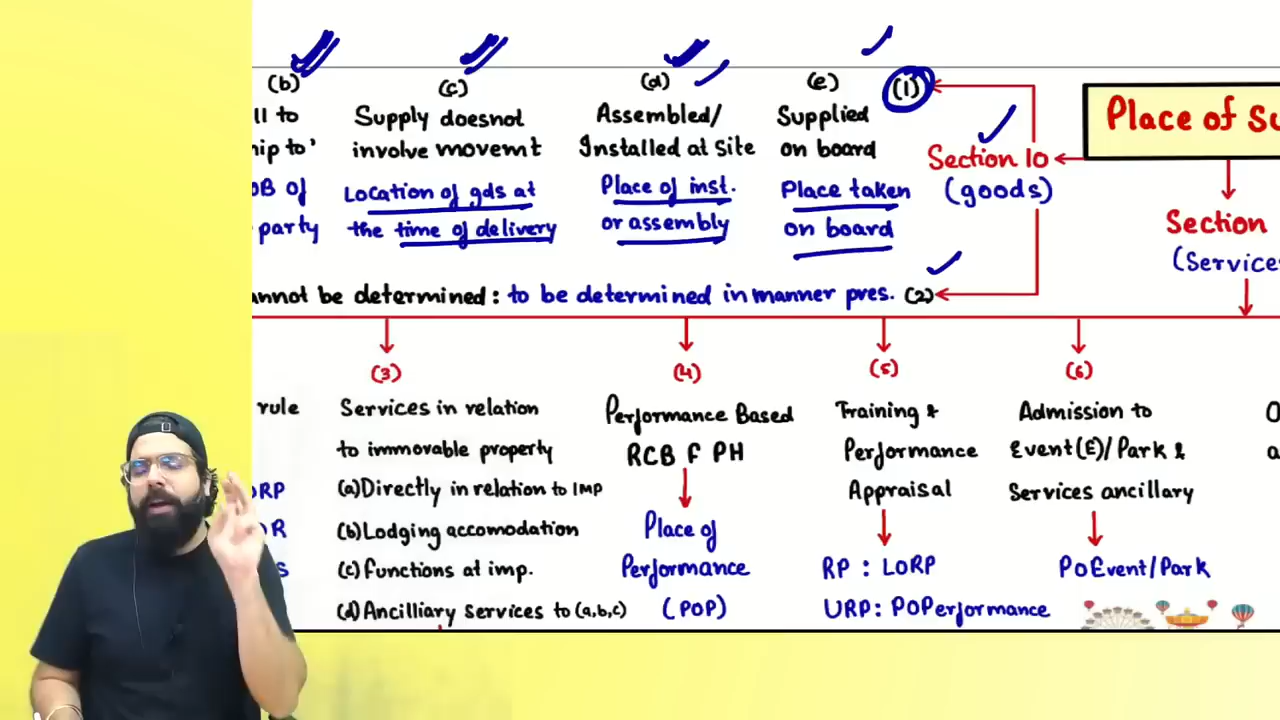 (b)
(c)
(d)
(e)
(1)
ll to
Supply doesnot
Assembled/
Supplied
Place of Su
hip to'
involve movemt
Installed at Site
on board
Section 10
OB of
Location of gds at
Place of inst.
Place taken
(goods)
party
the time of delivery
or assembly
on board
Section
(Service
annot be determined: to be determined in manner pres. (2)
(3)
(4)
(5)
(6)
rule
Services in relation
Performance Based
Training &
Admission to
to immovable property
RCB F PH
Performance
Event(E)/Park &
ORP
(a)Directly in relation to IMP
Appraisal
Services ancillary
OR
(b)Lodging accomodation
Place of
S
(c)functions at imp.
Performance
RP : LORP
POEvent/Park
(d)Ancilliary services to (a,b,c)
(POP)
URP: POPerformance